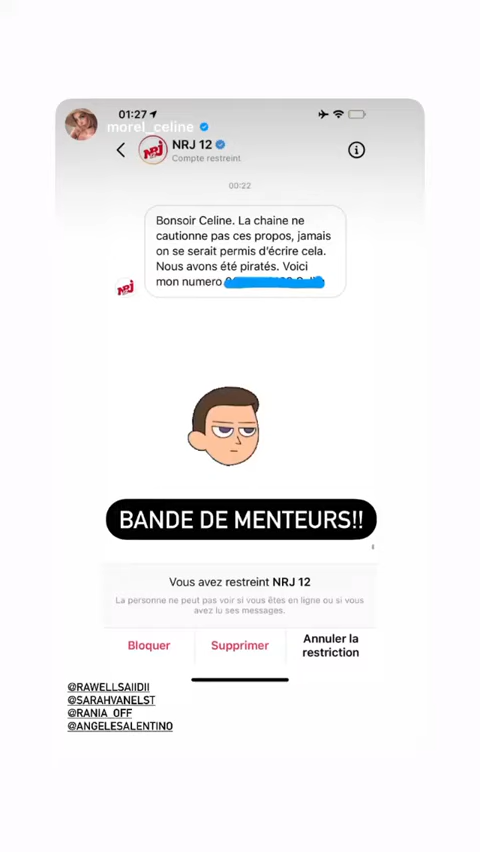 01:27
morel_celine
NRJ 12
Compte restreint
00:22
Bonsoir Celine. La chaine ne
cautionne pas ces propos, jamais
on se serait permis d'écrire cela.
Nous avons été piratés. Voici
mon numero
NRJ
BANDE DE MENTEURS!!
Vous avez restreint NRJ 12
La personne ne peut pas voir si vous êtes en ligne ou si vous
avez lu ses messages.
Bloquer
Supprimer
Annuler la
restriction
@RAWELLSAIIDII
@SARAHVANELST
@RANIA_OFF
@ANGELESALENTINO